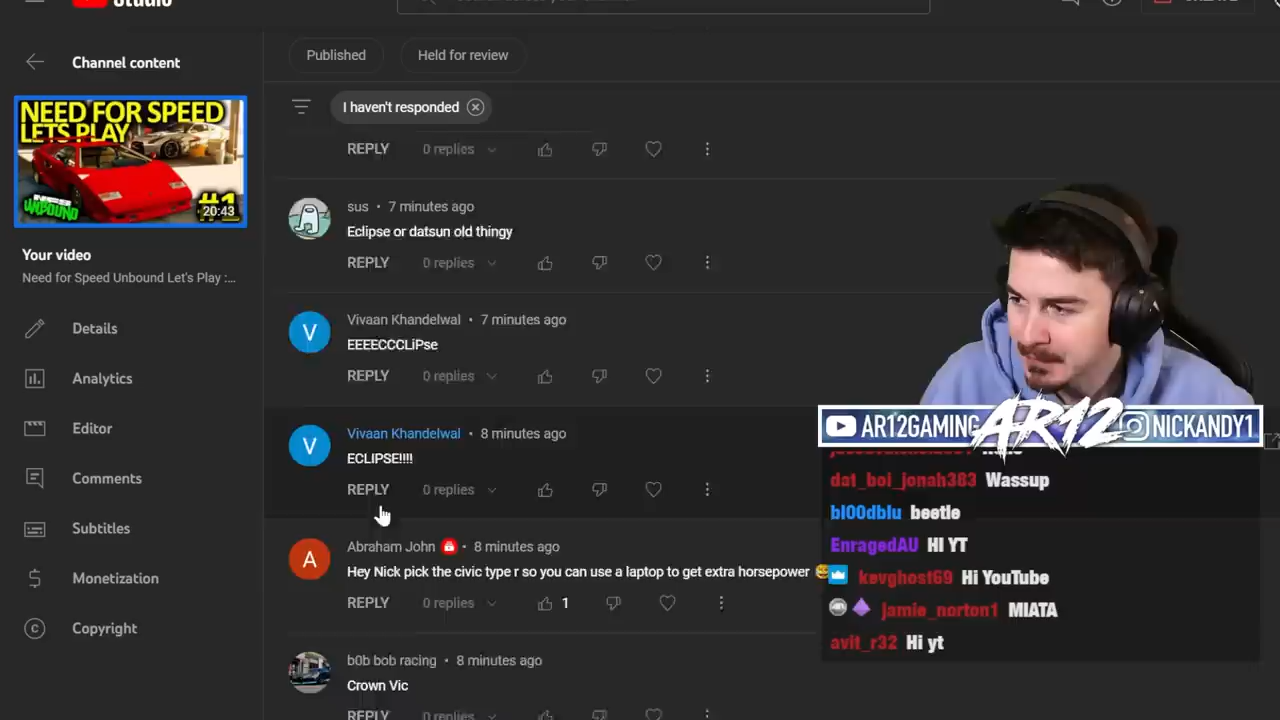 Studio
CREATE
Channel content
Published
Held for review
NEED FOR SPEED
LETS PLAY
UNBOUND
#1
20:43
I haven't responded
REPLY
0 replies
sus • 7 minutes ago
Eclipse or datsun old thingy
REPLY
0 replies
Your video
Need for Speed Unbound Let's Play :...
Vivaan Khandelwal • 7 minutes ago
EEEECCCLiPse
REPLY
0 replies
Details
Analytics
Editor
Comments
Subtitles
Monetization
Copyright
V
V
Vivaan Khandelwal • 8 minutes ago
ECLIPSE!!!!
REPLY
0 replies
A
Abraham John • 8 minutes ago
Hey Nick pick the civic type r so you can use a laptop to get extra horsepower
REPLY
0 replies
1
b0b bob racing • 8 minutes ago
Crown Vic
REPLY
0 replies
AR12GAMING AR12 NICKANDY1
dat_boi_jonah383 Wassup
bl00dblu beetle
EnragedAU HI YT
kevghost69 Hi YouTube
jamie_norton1 MIATA
avit_r32 Hi yt